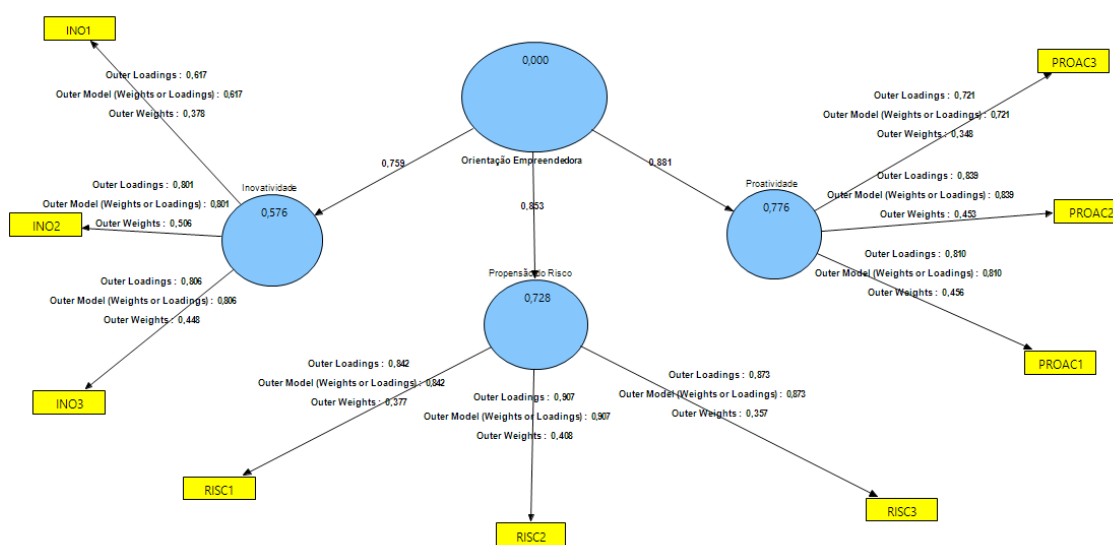 INO1
Outer Loadings : 0,617
Outer Model (Weights or Loadings) : 0,617
Outer Weights : 0,378
0,000
Orientação Empreendedora
PROAC3
Outer Loadings : 0,721
Outer Model (Weights or Loadings) : 0,721
Outer Weights : 0,348
0,759
0,853
0,881
Inovatividade
0,576
Outer Loadings : 0,801
Outer Model (Weights or Loadings) : 0,801
Outer Weights : 0,506
INO2
Proatividade
0,776
Outer Loadings : 0,839
Outer Model (Weights or Loadings) : 0,839
Outer Weights : 0,453
PROAC2
Outer Loadings : 0,806
Outer Model (Weights or Loadings) : 0,806
Outer Weights : 0,448
INO3
Outer Loadings : 0,810
Outer Model (Weights or Loadings) : 0,810
Outer Weights : 0,456
PROAC1
Propensão do Risco
0,728
Outer Loadings : 0,842
Outer Model (Weights or Loadings) : 0,842
Outer Weights : 0,377
RISC1
Outer Loadings : 0,907
Outer Model (Weights or Loadings) : 0,907
Outer Weights : 0,408
RISC2
Outer Loadings : 0,873
Outer Model (Weights or Loadings) : 0,873
Outer Weights : 0,357
RISC3